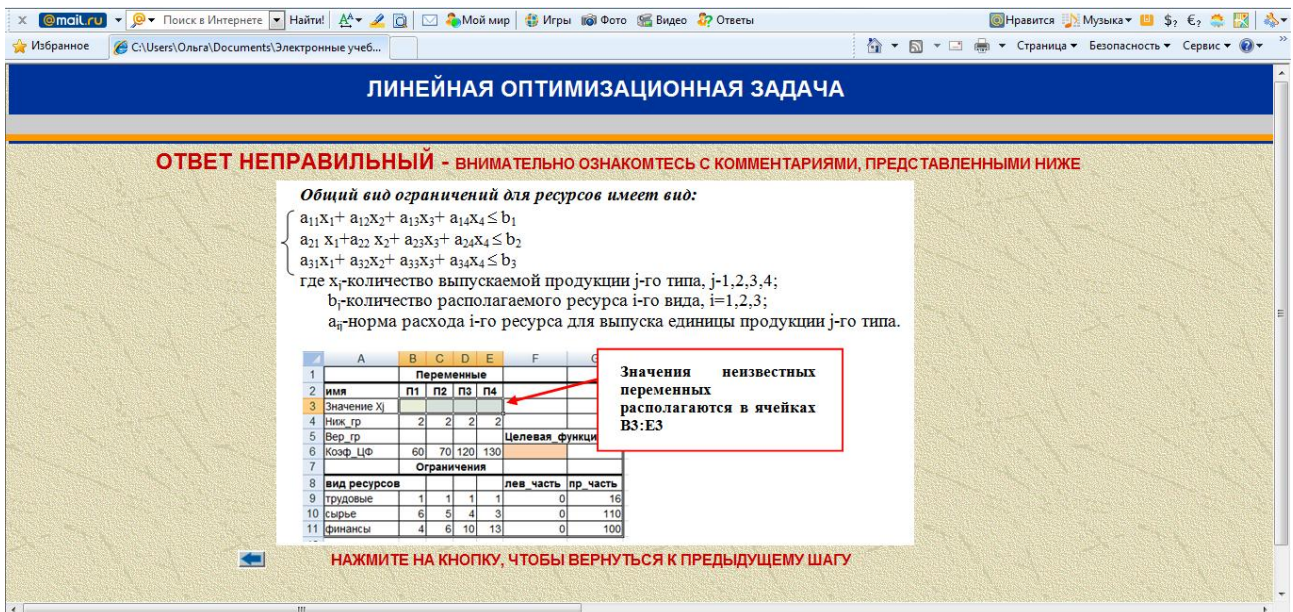 x @mail.ru Поиск в Интернете Найти! Мой мир Игры Фото Видео Ответы Нравится Музыка
Избранное C:\Users\Ольга\Documents\Электронные учеб... Страница Безопасность Сервис
ЛИНЕЙНАЯ ОПТИМИЗАЦИОННАЯ ЗАДАЧА
ОТВЕТ НЕПРАВИЛЬНЫЙ - ВНИМАТЕЛЬНО ОЗНАКОМТЕСЬ С КОММЕНТАРИЯМИ, ПРЕДСТАВЛЕННЫМИ НИЖЕ
Общий вид ограничений для ресурсов имеет вид:
a₁₁x₁+ a₁₂x₂+ a₁₃x₃+ a₁₄x₄ ≤ b₁
a₂₁ x₁+a₂₂ x₂+ a₂₃x₃+ a₂₄x₄ ≤ b₂
a₃₁x₁+ a₃₂x₂+ a₃₃x₃+ a₃₄x₄ ≤ b₃
где xⱼ-количество выпускаемой продукции j-го типа, j-1,2,3,4;
bᵢ-количество располагаемого ресурса i-го вида, i=1,2,3;
aᵢⱼ-норма расхода i-го ресурса для выпуска единицы продукции j-го типа.
A B C D E F G
1 Переменные
2 имя П1 П2 П3 П4
3 Значение Xj
4 Ниж_гр 2 2 2 2
5 Вер_гр Целевая_функци
6 Коэф_ЦФ 60 70 120 130
7 Ограничения
8 вид ресурсов лев_часть пр_часть
9 трудовые 1 1 1 1 0 16
10 сырье 6 5 4 3 0 110
11 финансы 4 6 10 13 0 100
Значения неизвестных
переменных
располагаются в ячейках
B3:E3
НАЖМИТЕ НА КНОПКУ, ЧТОБЫ ВЕРНУТЬСЯ К ПРЕДЫДУЩЕМУ ШАГУ